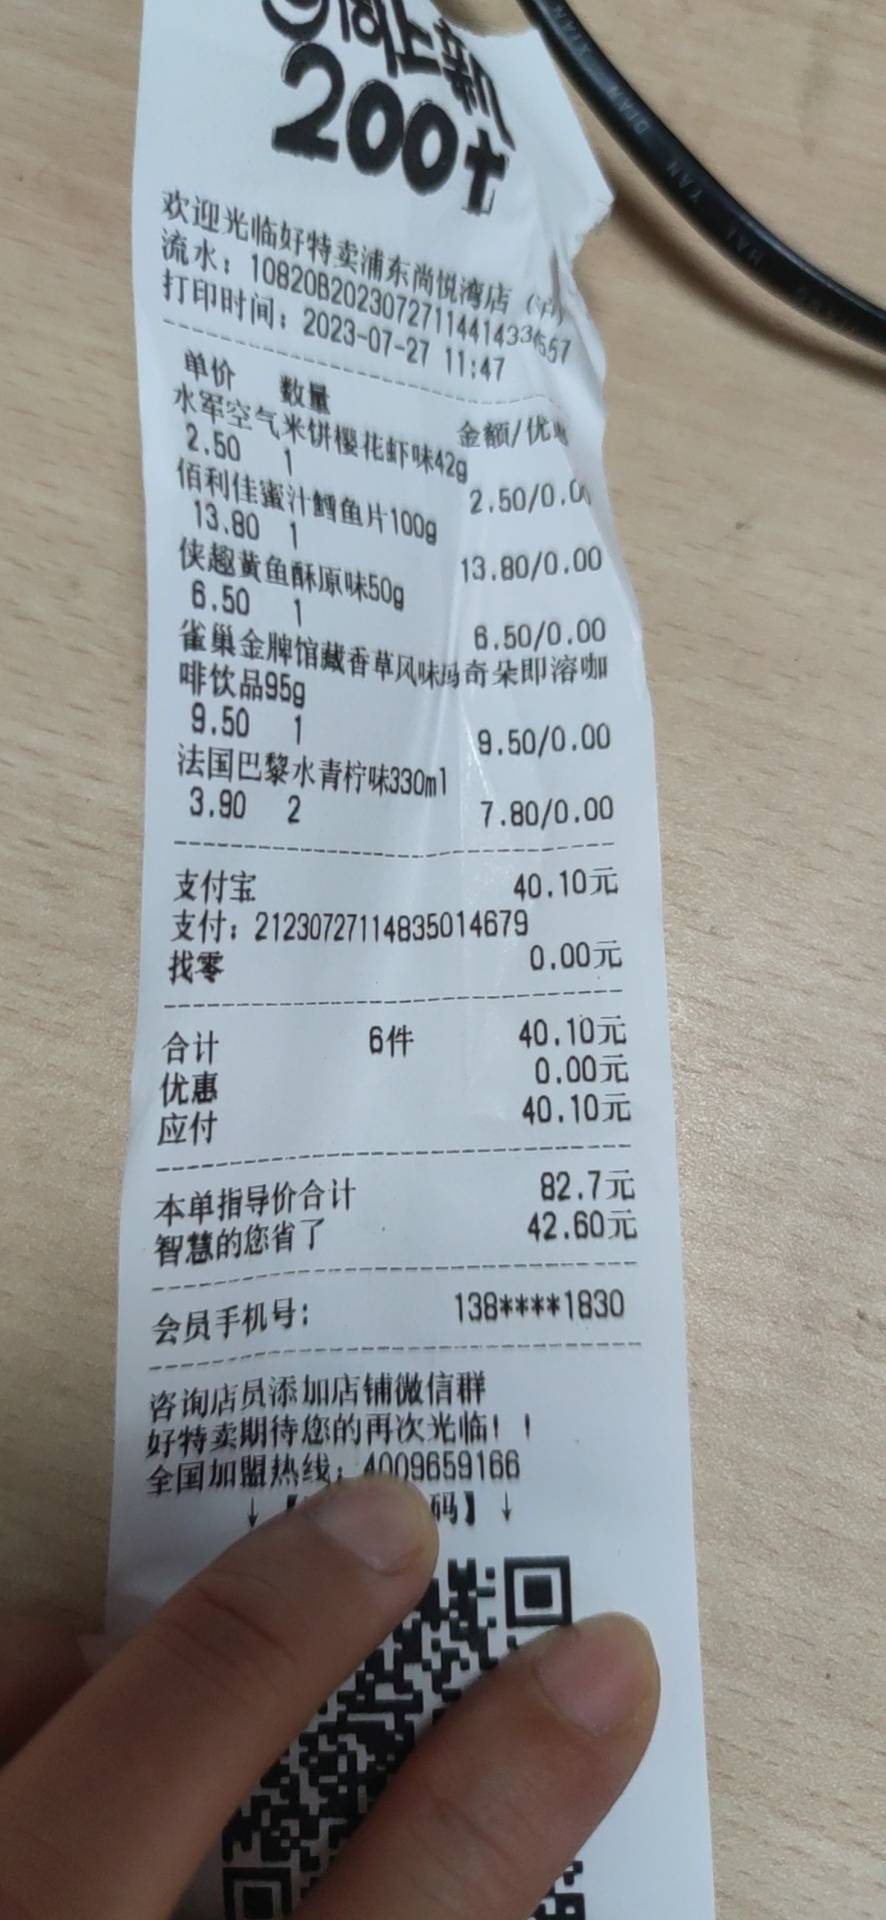 周上新
200+
欢迎光临好特卖浦东尚悦湾店
流水：10820B2023072711441433
打印时间：2023-07-27 11:47
单价 数量 金额/优
水军空气米饼樱花虾味42g
2.50 1 2.50/0.00
佰利佳蜜汁鳕鱼片100g
13.80 1 13.80/0.00
侠趣黄鱼酥原味50g
6.50 1 6.50/0.00
雀巢金牌馆藏香草风味玛奇朵即溶咖
啡饮品95g
9.50 1 9.50/0.00
法国巴黎水青柠味330ml
3.90 2 7.80/0.00
支付宝 40.10元
支付：21230727114835014679
找零 0.00元
合计 6件 40.10元
优惠 0.00元
应付 40.10元
本单指导价合计 82.7元
智慧的您省了 42.60元
会员手机号： 138****1830
咨询店员添加店铺微信群
好特卖期待您的再次光临！！
全国加盟热线：4009659166
↓【 码】↓